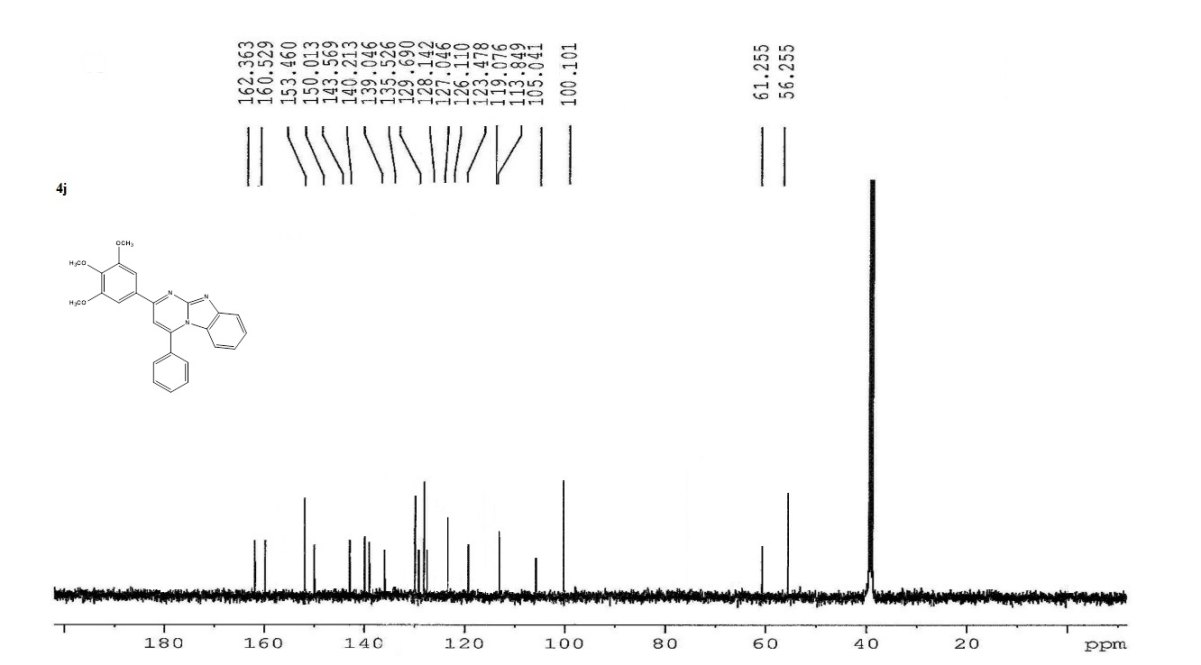 162.363
160.529
153.460
150.013
143.569
140.213
139.046
135.526
129.690
128.142
127.046
126.110
123.478
119.076
113.849
105.041
100.101
61.255
56.255
4j
OCH₃
H₃CO
H₃CO
N N
N
180 160 140 120 100 80 60 40 20 ppm